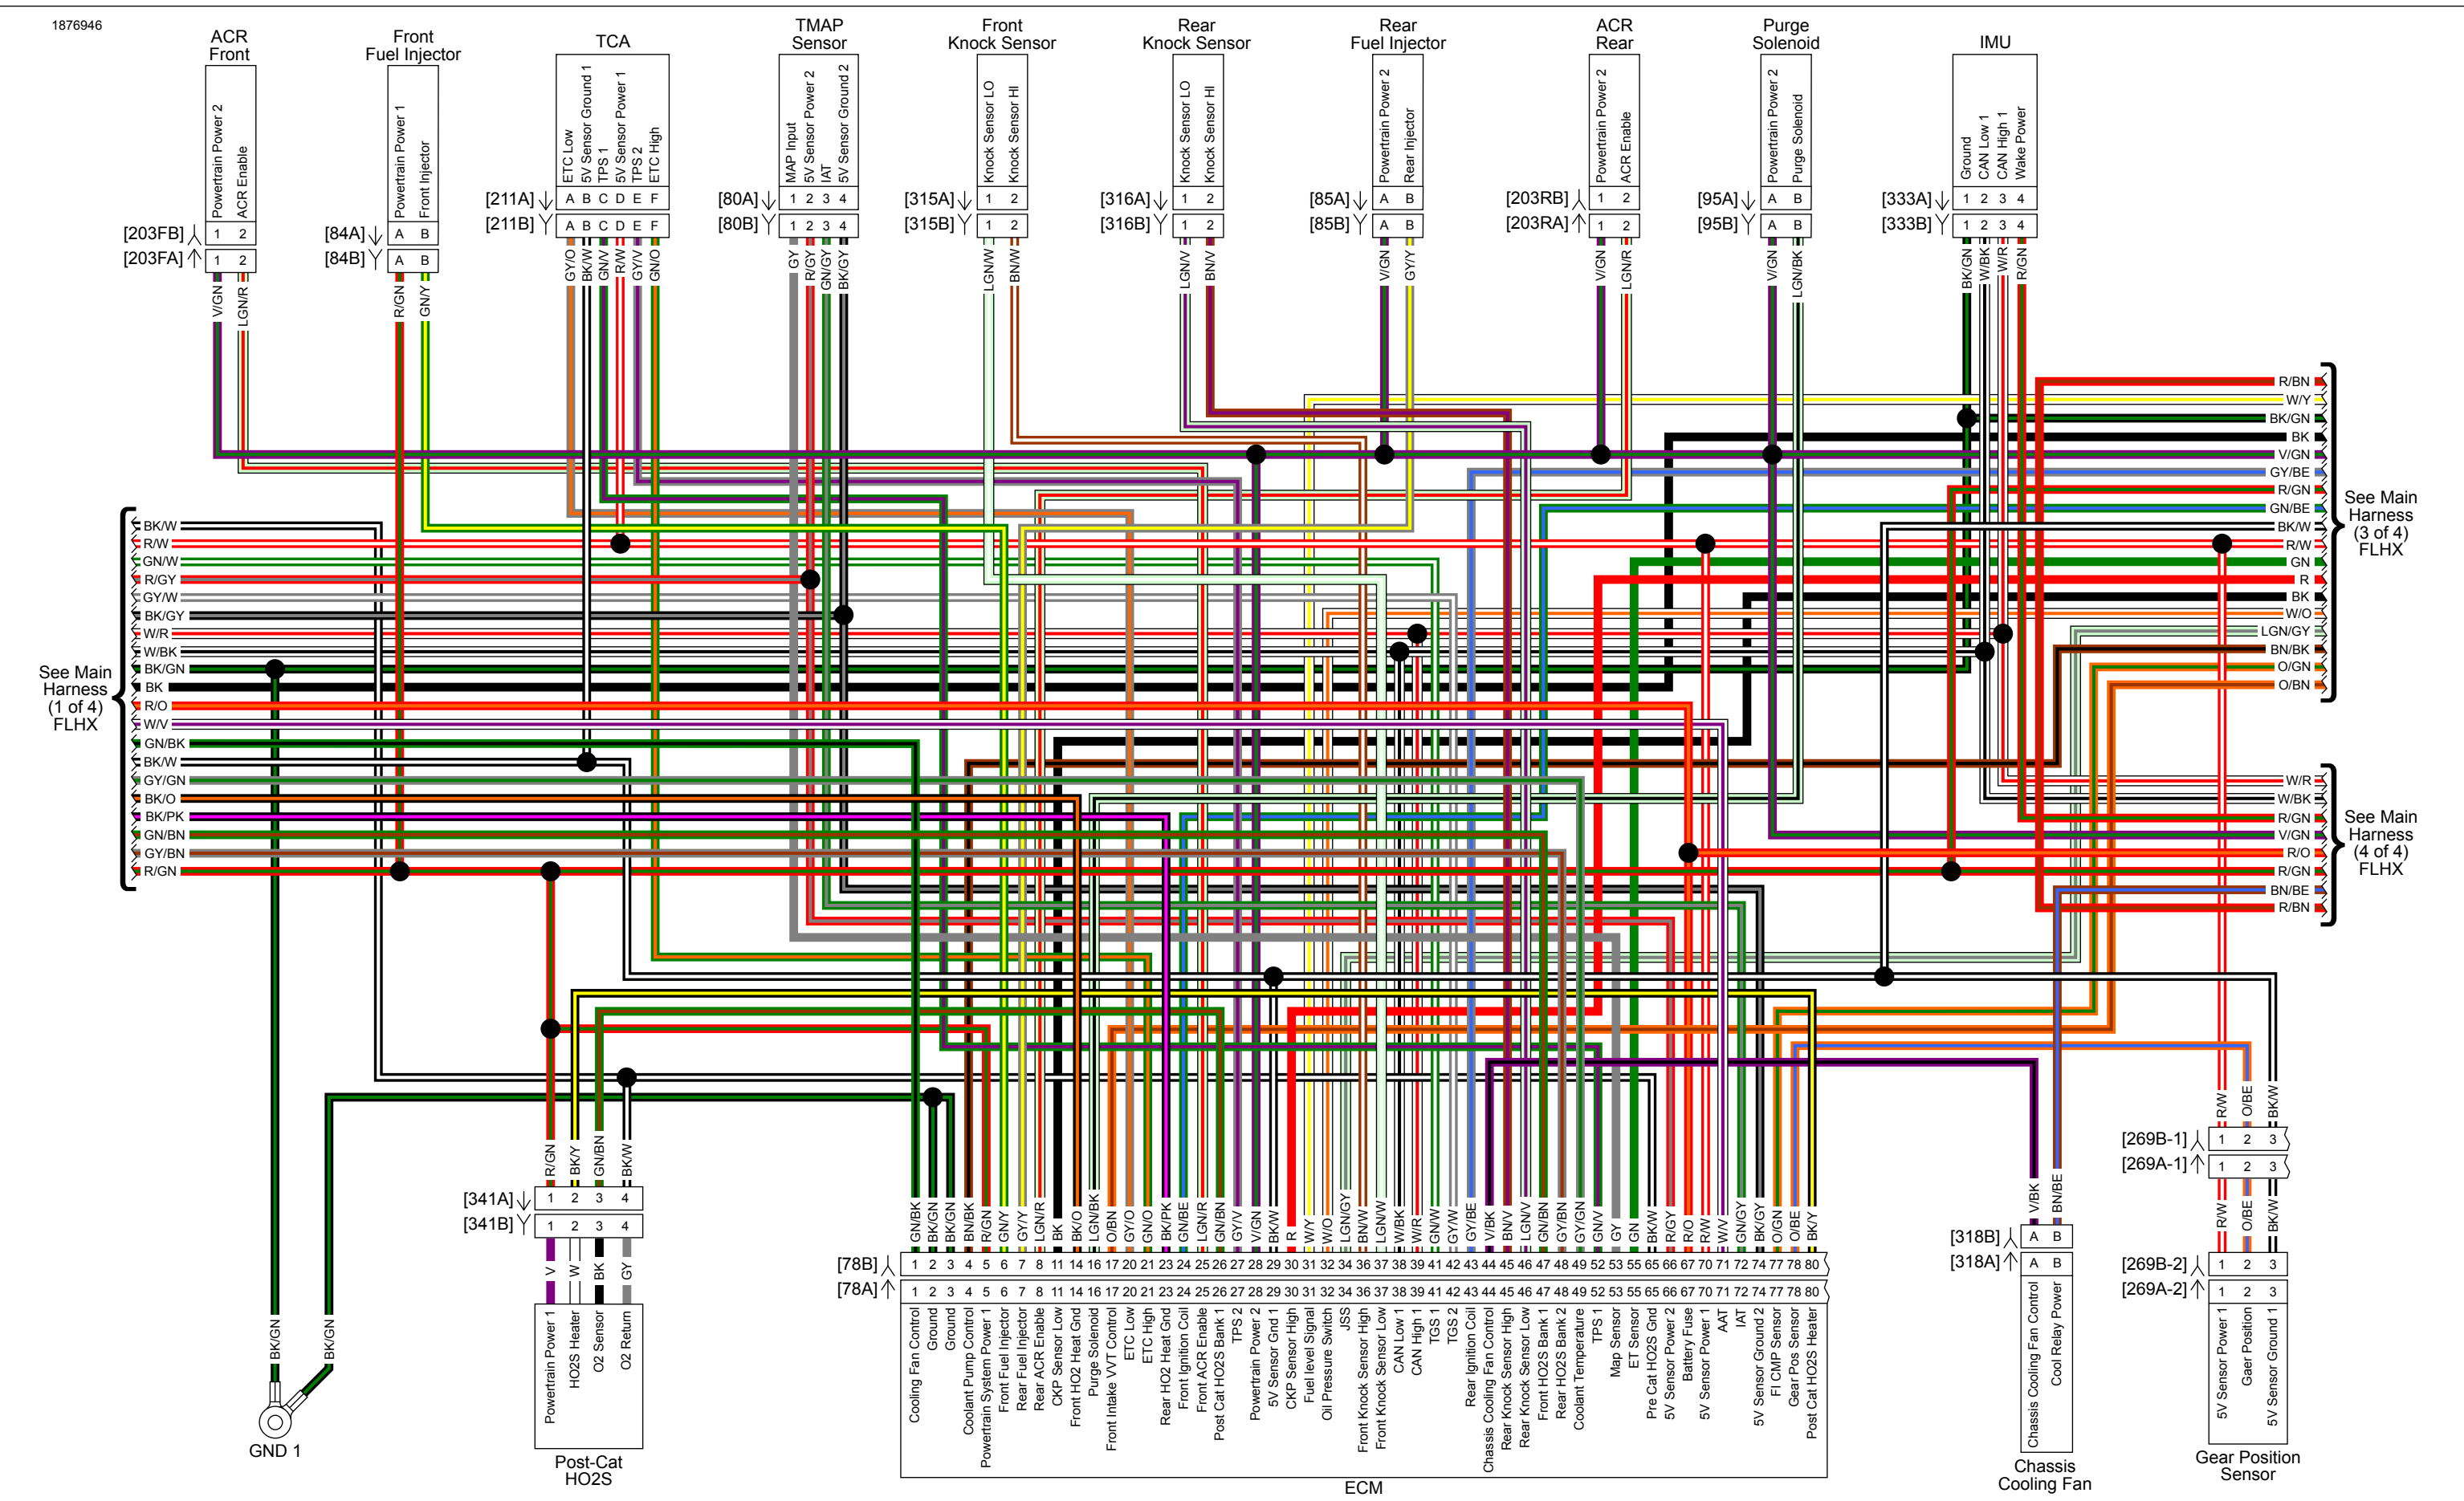 1876946
ACR
Front
Front
Fuel Injector
TCA
TMAP
Sensor
Front
Knock Sensor
Rear
Knock Sensor
Rear
Fuel Injector
ACR
Rear
Purge
Solenoid
IMU
Powertrain Power 2
ACR Enable
Powertrain Power 1
Front Injector
ETC Low
5V Sensor Ground 1
TPS 1
5V Sensor Power 1
TPS 2
ETC High
MAP Input
5V Sensor Power 2
IAT
5V Sensor Ground 2
Knock Sensor LO
Knock Sensor HI
Knock Sensor LO
Knock Sensor HI
Powertrain Power 2
Rear Injector
Powertrain Power 2
ACR Enable
Powertrain Power 2
Purge Solenoid
Ground
CAN Low 1
CAN High 1
Wake Power
[203FB] 1 2
[203FA] 1 2
[84A] A B
[84B] A B
[211A] A B C D E F
[211B] A B C D E F
[80A] 1 2 3 4
[80B] 1 2 3 4
[315A] 1 2
[315B] 1 2
[316A] 1 2
[316B] 1 2
[85A] A B
[85B] A B
[203RB] 1 2
[203RA] 1 2
[95A] A B
[95B] A B
[333A] 1 2 3 4
[333B] 1 2 3 4
V/GN
LGN/R
R/GN
GN/Y
GY/O
BK/W
GN/V
R/W
GY/V
GN/O
GY
R/GY
GN/GY
BK/GY
LGN/W
BN/W
LGN/V
BN/V
V/GN
GY/Y
V/GN
LGN/R
V/GN
LGN/BK
BK/GN
W/BK
W/R
R/GN
See Main
Harness
(1 of 4)
FLHX
BK/W
R/W
GN/W
R/GY
GY/W
BK/GY
W/R
W/BK
BK/GN
BK
R/O
W/V
GN/BK
BK/W
GY/GN
BK/O
BK/PK
GN/BN
GY/BN
R/GN
R/BN
W/Y
BK/GN
BK
V/GN
GY/BE
R/GN
GN/BE
BK/W
R/W
GN
R
BK
W/O
LGN/GY
BN/BK
O/GN
O/BN
See Main
Harness
(3 of 4)
FLHX
W/R
W/BK
R/GN
V/GN
R/O
R/GN
BN/BE
R/BN
See Main
Harness
(4 of 4)
FLHX
BK/GN
BK/GN
GND 1
R/GN
BK/Y
GN/BN
BK/W
[341A] 1 2 3 4
[341B] 1 2 3 4
V
W
BK
GY
Powertrain Power 1
HO2S Heater
O2 Sensor
O2 Return
Post-Cat
HO2S
GN/BK
BK/GN
BK/GN
BN/BK
R/GN
GN/Y
GY/Y
LGN/R
BK
BK/O
LGN/BK
O/BN
GY/O
GN/O
BK/PK
GN/BE
LGN/R
GN/BN
GY/V
V/GN
BK/W
R
W/Y
W/O
LGN/GY
BN/W
LGN/W
W/BK
W/R
GN/W
GY/W
GY/BE
V/BK
BN/V
LGN/V
GN/BN
GY/BN
GY/GN
GN/V
GY
GN
BK/W
R/GY
R/O
R/W
W/V
GN/GY
BK/GY
O/GN
O/BE
BK/Y
[78B] 1 2 3 4 5 6 7 8 11 14 16 17 20 21 23 24 25 26 27 28 29 30 31 32 34 36 37 38 39 41 42 43 44 45 46 47 48 49 52 53 55 65 66 67 70 71 72 74 77 78 80
[78A] 1 2 3 4 5 6 7 8 11 14 16 17 20 21 23 24 25 26 27 28 29 30 31 32 34 36 37 38 39 41 42 43 44 45 46 47 48 49 52 53 55 65 66 67 70 71 72 74 77 78 80
Cooling Fan Control
Ground
Ground
Coolant Pump Control
Powertrain System Power 1
Front Fuel Injector
Rear Fuel Injector
Rear ACR Enable
CKP Sensor Low
Front HO2 Heat Gnd
Purge Solenoid
Front Intake VVT Control
ETC Low
ETC High
Rear HO2 Heat Gnd
Front Ignition Coil
Front ACR Enable
Post Cat HO2S Bank 1
TPS 2
Powertrain Power 2
5V Sensor Gnd 1
CKP Sensor High
Fuel level Signal
Oil Pressure Switch
JSS
Front Knock Sensor High
Front Knock Sensor Low
CAN Low 1
CAN High 1
TGS 1
TGS 2
Rear Ignition Coil
Chassis Cooling Fan Control
Rear Knock Sensor High
Rear Knock Sensor Low
Front HO2S Bank 1
Rear HO2S Bank 2
Coolant Temperature
TPS 1
Map Sensor
ET Sensor
Pre Cat HO2S Gnd
5V Sensor Power 2
Battery Fuse
5V Sensor Power 1
AAT
IAT
5V Sensor Ground 2
FI CMP Sensor
Gear Pos Sensor
Post Cat HO2S Heater
ECM
V/BK
BN/BE
[318B] A B
[318A] A B
Chassis Cooling Fan Control
Cool Relay Power
Chassis
Cooling Fan
R/W
O/BE
BK/W
[269B-1] 1 2 3
[269A-1] 1 2 3
R/W
O/BE
BK/W
[269B-2] 1 2 3
[269A-2] 1 2 3
5V Sensor Power 1
Gaer Position
5V Sensor Ground 1
Gear Position
Sensor